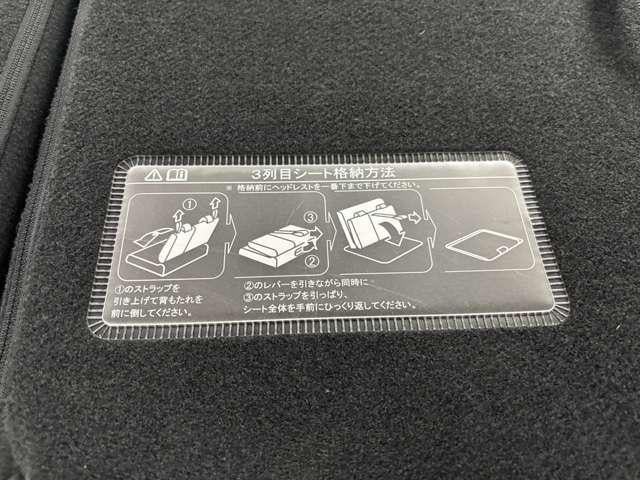 3列目シート格納方法
※ 格納前にヘッドレストを一番下まで下げてください。
①
③
②
①のストラップを
引き上げて背もたれを
前に倒してください。
②のレバーを引きながら同時に
③のストラップを引っぱり、
シート全体を手前にひっくり返してください。